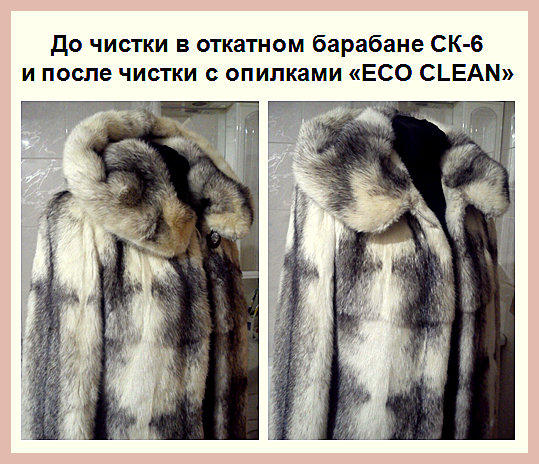 До чистки в откатном барабане СК-6
и после чистки с опилками «ECO CLEAN»